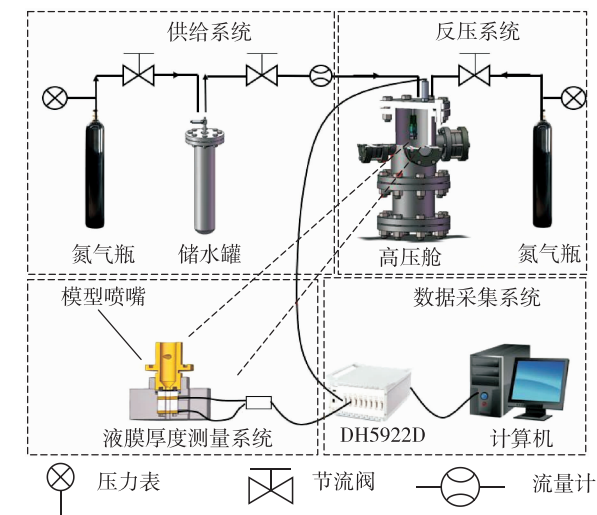 供给系统
反压系统
氮气瓶
储水罐
高压舱
氮气瓶
模型喷嘴
数据采集系统
液膜厚度测量系统
DH5922D
计算机
压力表
节流阀
流量计